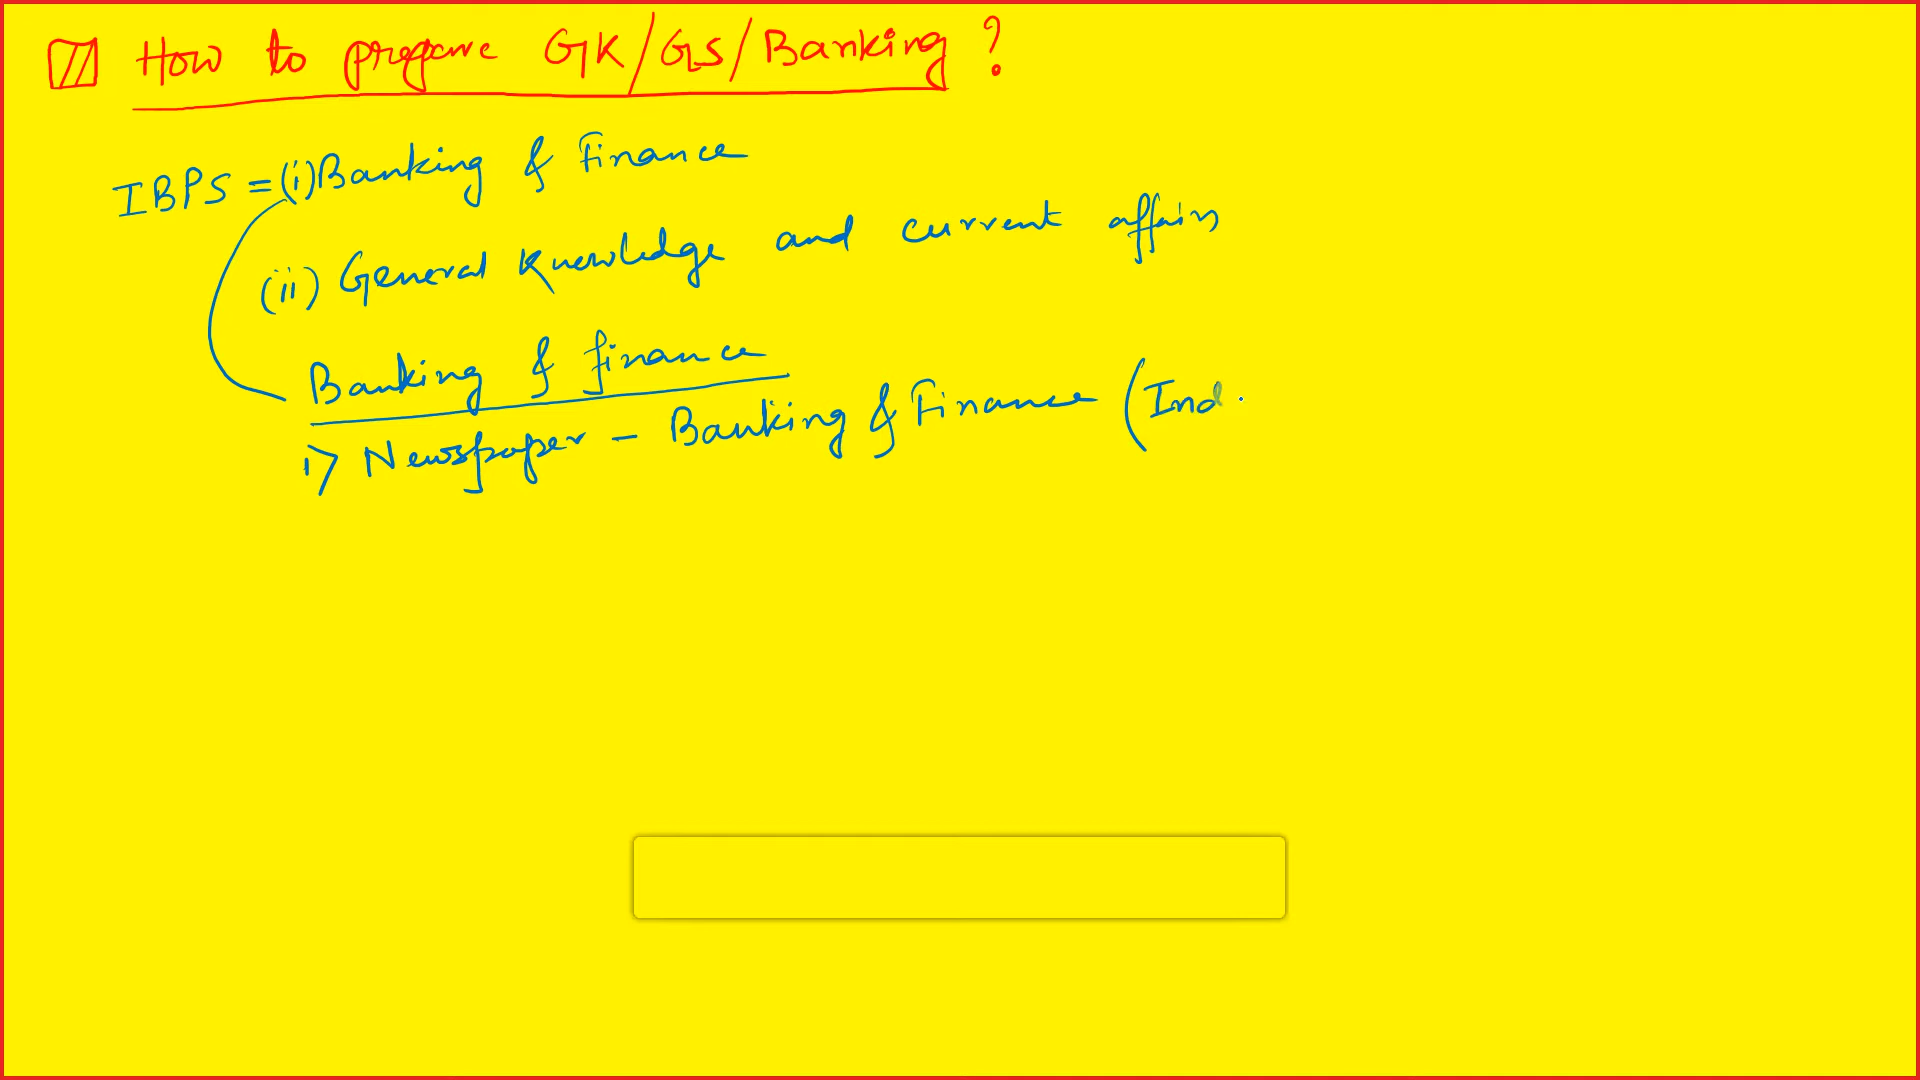 How to prepare GK/GS/Banking?
IBPS = (i) Banking & Finance
(ii) General Knowledge and current affairs
Banking & finance
1> Newspaper - Banking & Finance (Ind